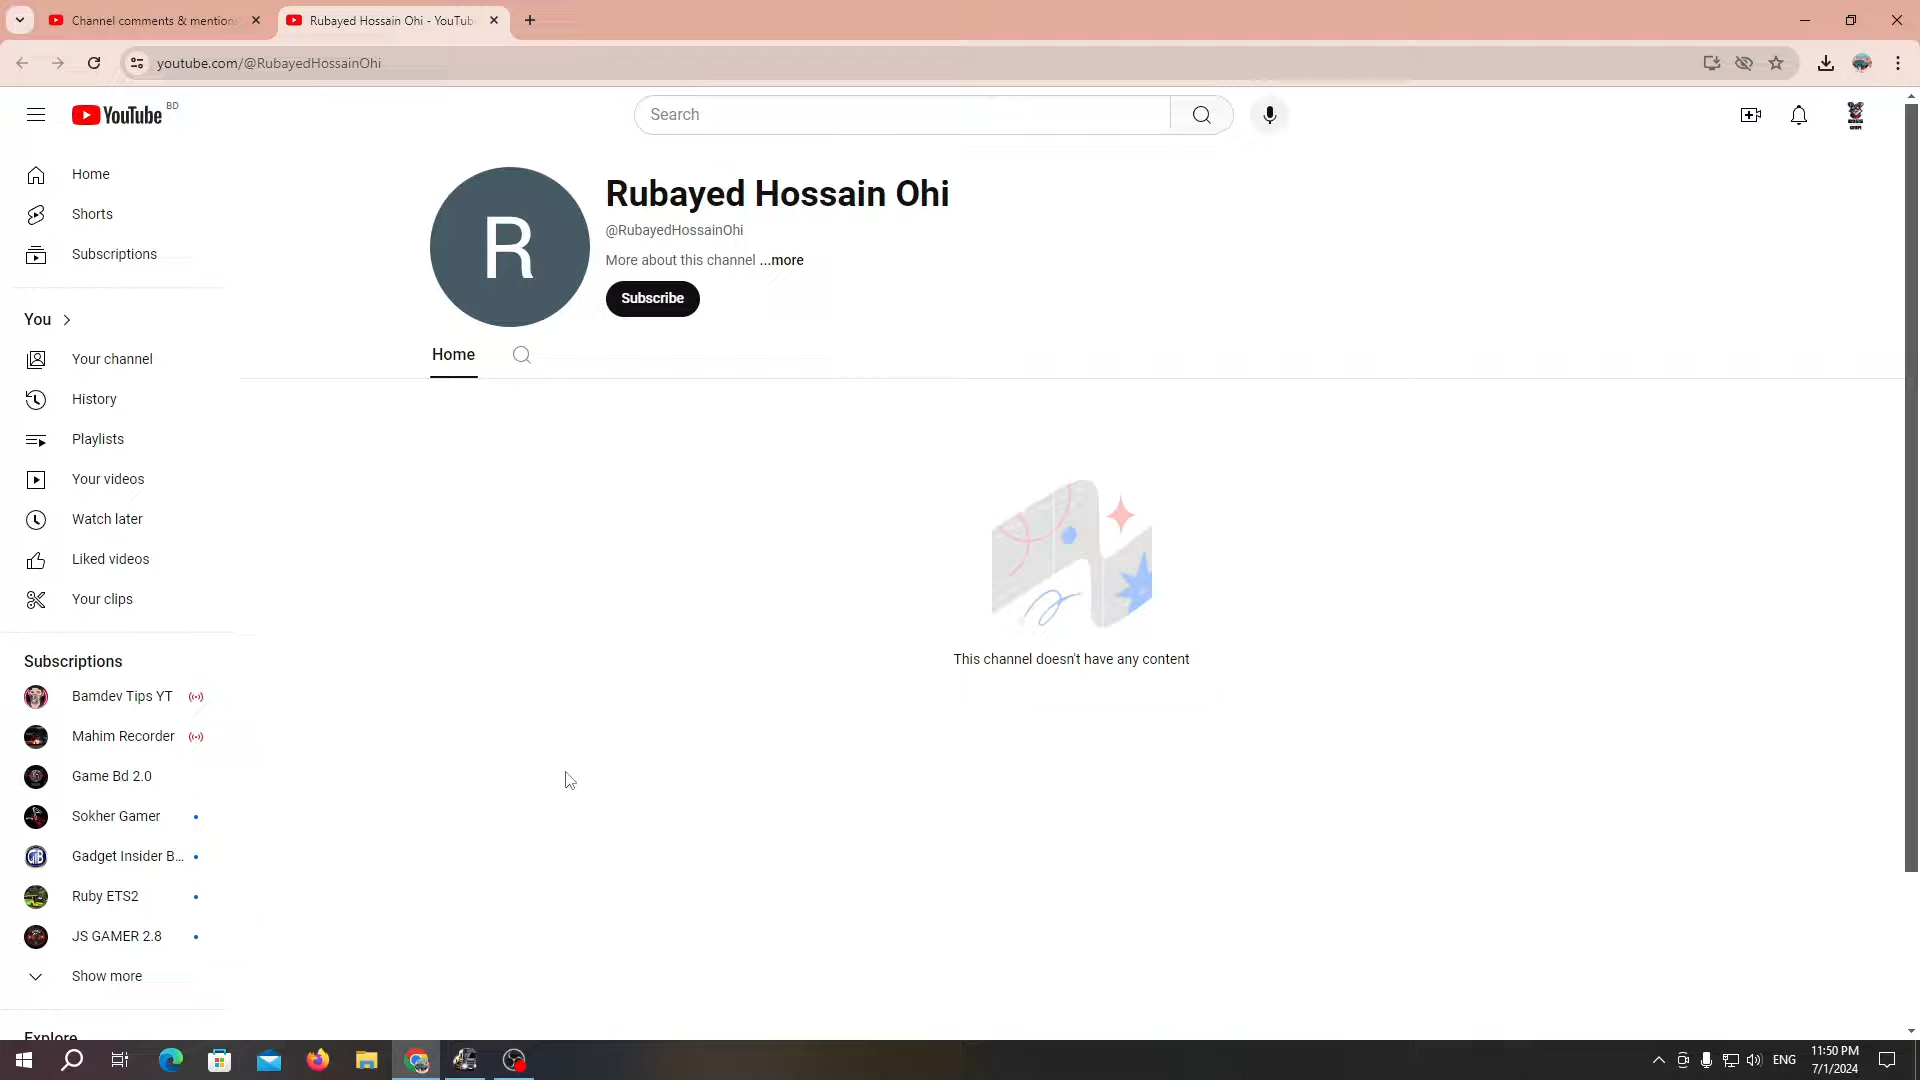 Channel comments & mention
Rubayed Hossain Ohi - YouTub
youtube.com/@RubayedHossainOhi
YouTube BD
Search
Home
Shorts
Subscriptions
You
Your channel
History
Playlists
Your videos
Watch later
Liked videos
Your clips
Subscriptions
Bamdev Tips YT
Mahim Recorder
Game Bd 2.0
Sokher Gamer
Gadget Insider B...
Ruby ETS2
JS GAMER 2.8
Show more
Explore
R
Rubayed Hossain Ohi
@RubayedHossainOhi
More about this channel ...more
Subscribe
Home
This channel doesn't have any content
ENG
11:50 PM
7/1/2024